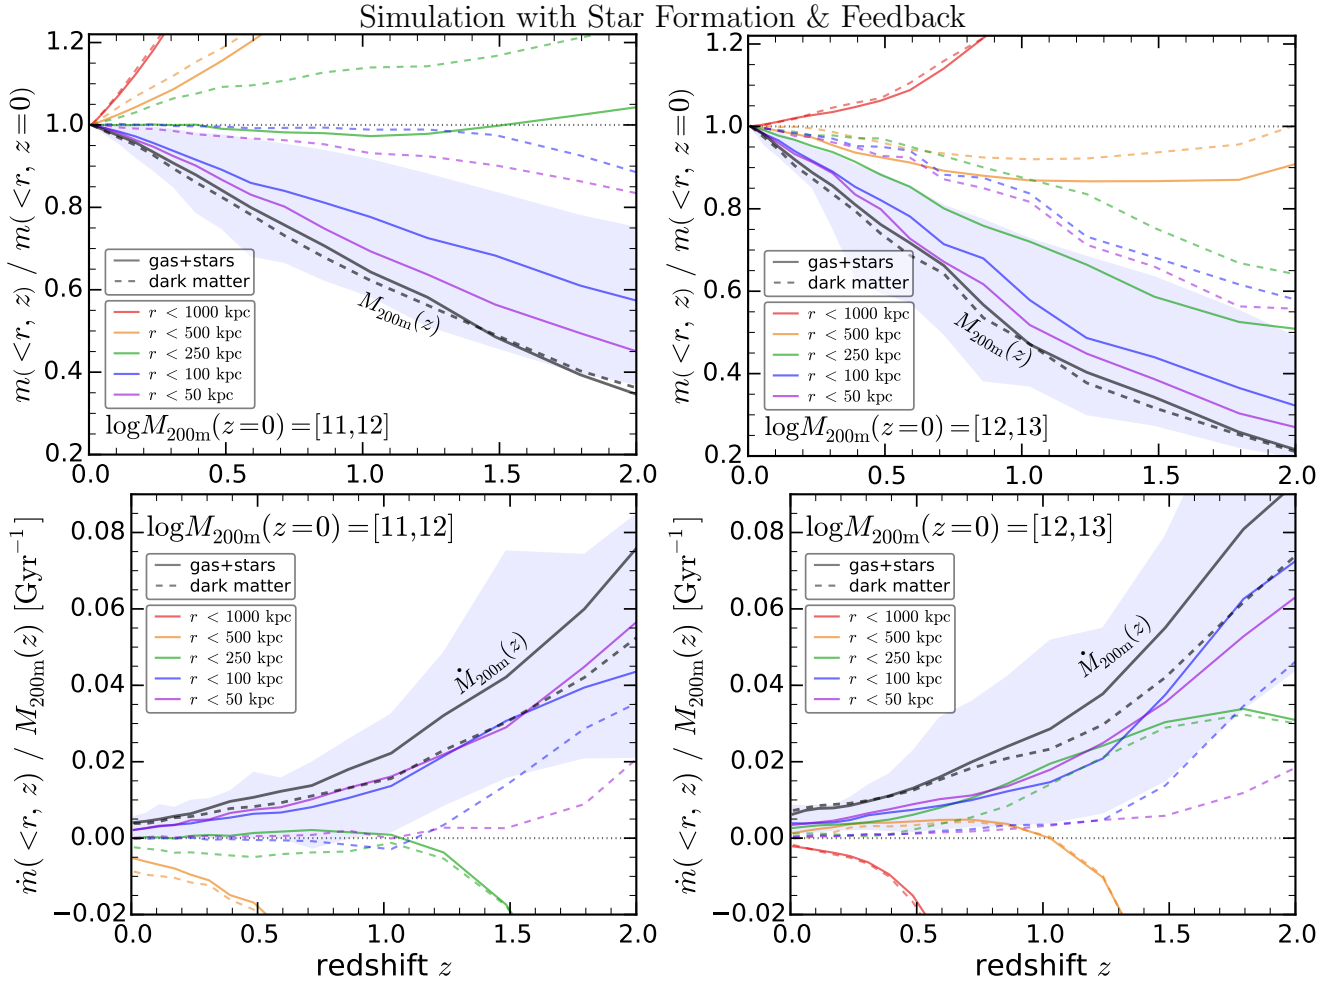 Simulation with Star Formation & Feedback
m(<r, z) / m(<r, z=0)
1.2
1.0
0.8
0.6
0.4
0.2
gas+stars
dark matter
r < 1000 kpc
r < 500 kpc
r < 250 kpc
r < 100 kpc
r < 50 kpc
M200m(z)
logM200m(z=0) =[11,12]
0.0 0.5 1.0 1.5 2.0
m(<r, z) / m(<r, z=0)
1.2
1.0
0.8
0.6
0.4
0.2
gas+stars
dark matter
r < 1000 kpc
r < 500 kpc
r < 250 kpc
r < 100 kpc
r < 50 kpc
M200m(z)
logM200m(z=0) =[12,13]
0.0 0.5 1.0 1.5 2.0
ṁ(<r, z) / M200m(z) [Gyr−1]
0.08
0.06
0.04
0.02
0.00
−0.02
logM200m(z=0) =[11,12]
gas+stars
dark matter
r < 1000 kpc
r < 500 kpc
r < 250 kpc
r < 100 kpc
r < 50 kpc
Ṁ200m(z)
0.0 0.5 1.0 1.5 2.0
redshift z
ṁ(<r, z) / M200m(z) [Gyr−1]
0.08
0.06
0.04
0.02
0.00
−0.02
logM200m(z=0) =[12,13]
gas+stars
dark matter
r < 1000 kpc
r < 500 kpc
r < 250 kpc
r < 100 kpc
r < 50 kpc
Ṁ200m(z)
0.0 0.5 1.0 1.5 2.0
redshift z